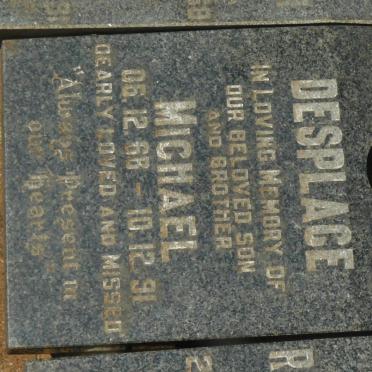 DESPLACE
IN LOVING MEMORY OF
OUR BELOVED SON
AND BROTHER
MICHAEL
06.12.68 - 10.12.91
DEARLY LOVED AND MISSED
"Always present in
our hearts"